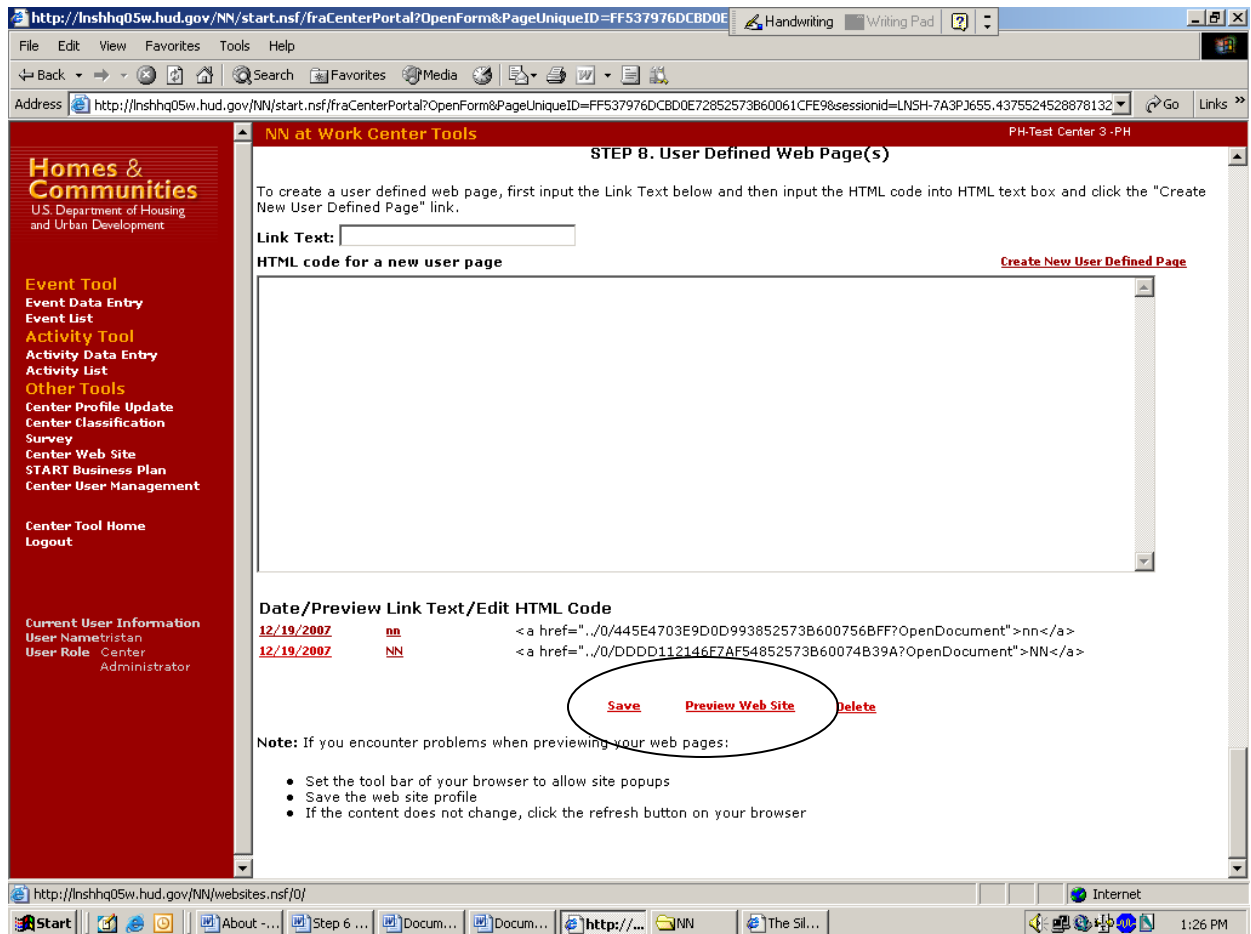 http://lnshhq05w.hud.gov/NN/start.nsf/fraCenterPortal?OpenForm&PageUniqueID=FF537976DCBD0E
Handwriting Writing Pad
File Edit View Favorites Tools Help
Back Search Favorites Media
Address http://lnshhq05w.hud.gov/NN/start.nsf/fraCenterPortal?OpenForm&PageUniqueID=FF537976DCBD0E72852573B60061CFE9&sessionid=LNSH-7A3PJ655.4375524528878132 Go Links »
NN at Work Center Tools PH-Test Center 3 -PH
Homes &
Communities
U.S. Department of Housing
and Urban Development
Event Tool
Event Data Entry
Event List
Activity Tool
Activity Data Entry
Activity List
Other Tools
Center Profile Update
Center Classification
Survey
Center Web Site
START Business Plan
Center User Management
Center Tool Home
Logout
Current User Information
User Nametristan
User Role Center
Administrator
STEP 8. User Defined Web Page(s)
To create a user defined web page, first input the Link Text below and then input the HTML code into HTML text box and click the "Create
New User Defined Page" link.
Link Text:
HTML code for a new user page Create New User Defined Page
Date/Preview Link Text/Edit HTML Code
12/19/2007 nn <a href="../0/445E4703E9D0D993852573B600756BFF?OpenDocument">nn</a>
12/19/2007 NN <a href="../0/DDDD112146F7AF54852573B60074B39A?OpenDocument">NN</a>
Save Preview Web Site Delete
Note: If you encounter problems when previewing your web pages:
• Set the tool bar of your browser to allow site popups
• Save the web site profile
• If the content does not change, click the refresh button on your browser
http://lnshhq05w.hud.gov/NN/websites.nsf/0/ Internet
Start About -... Step 6 ... Docum... Docum... http://... NN The Sil... 1:26 PM